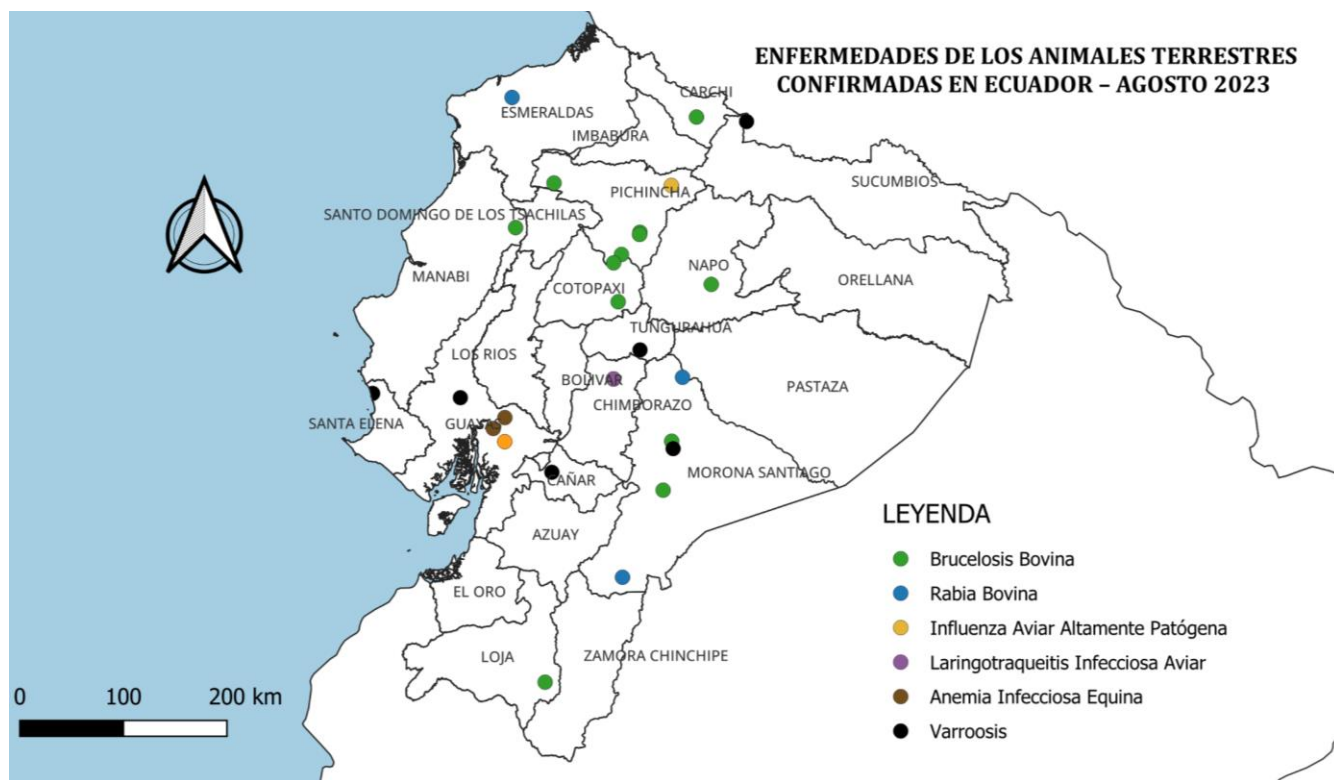 ENFERMEDADES DE LOS ANIMALES TERRESTRES
CONFIRMADAS EN ECUADOR – AGOSTO 2023
CARCHI
ESMERALDAS
IMBABURA
SUCUMBIOS
PICHINCHA
SANTO DOMINGO DE LOS TSACHILAS
NAPO
MANABI
ORELLANA
COTOPAXI
TUNGURAHUA
LOS RIOS
BOLIVAR
PASTAZA
CHIMBORAZO
SANTA ELENA
GUAYAS
MORONA SANTIAGO
CAÑAR
AZUAY
EL ORO
LOJA
ZAMORA CHINCHIPE
LEYENDA
Brucelosis Bovina
Rabia Bovina
Influenza Aviar Altamente Patógena
Laringotraqueitis Infecciosa Aviar
Anemia Infecciosa Equina
Varroosis
0 100 200 km